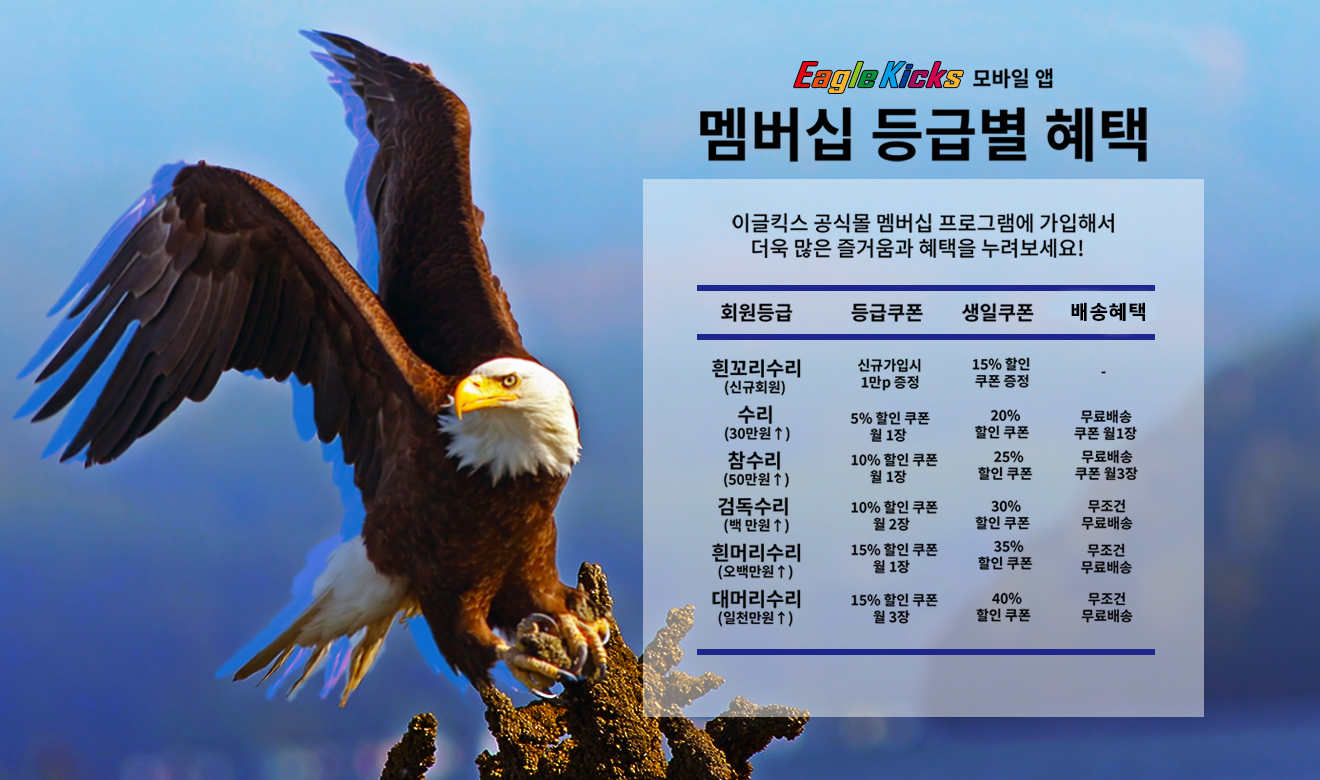 Eagle Kicks 모바일 앱
멤버십 등급별 혜택
이글킥스 공식몰 멤버십 프로그램에 가입해서
더욱 많은 즐거움과 혜택을 누려보세요!
회원등급 등급쿠폰 생일쿠폰 배송혜택
흰꼬리수리 신규가입시 15% 할인 -
(신규회원) 1만p 증정 쿠폰 증정
수리 5% 할인 쿠폰 20% 무료배송
(30만원↑) 월 1장 할인 쿠폰 쿠폰 월1장
참수리 10% 할인 쿠폰 25% 무료배송
(50만원↑) 월 1장 할인 쿠폰 쿠폰 월3장
검독수리 10% 할인 쿠폰 30% 무조건
(백 만원↑) 월 2장 할인 쿠폰 무료배송
흰머리수리 15% 할인 쿠폰 35% 무조건
(오백만원↑) 월 1장 할인 쿠폰 무료배송
대머리수리 15% 할인 쿠폰 40% 무조건
(일천만원↑) 월 3장 할인 쿠폰 무료배송